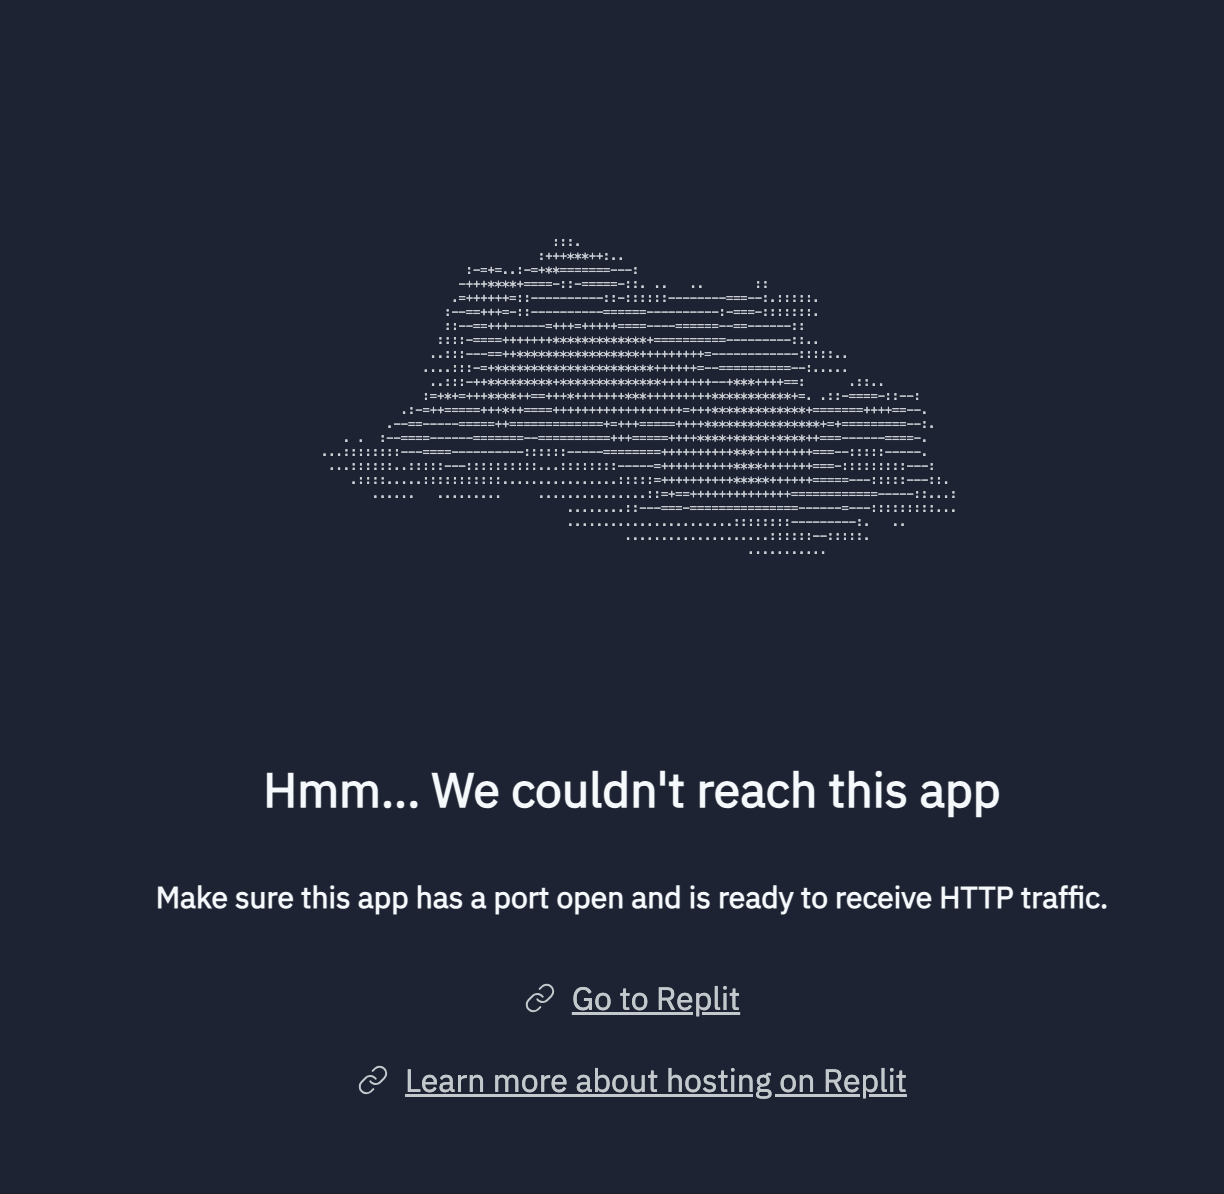 Hmm... We couldn't reach this app
Make sure this app has a port open and is ready to receive HTTP traffic.
Go to Replit
Learn more about hosting on Replit